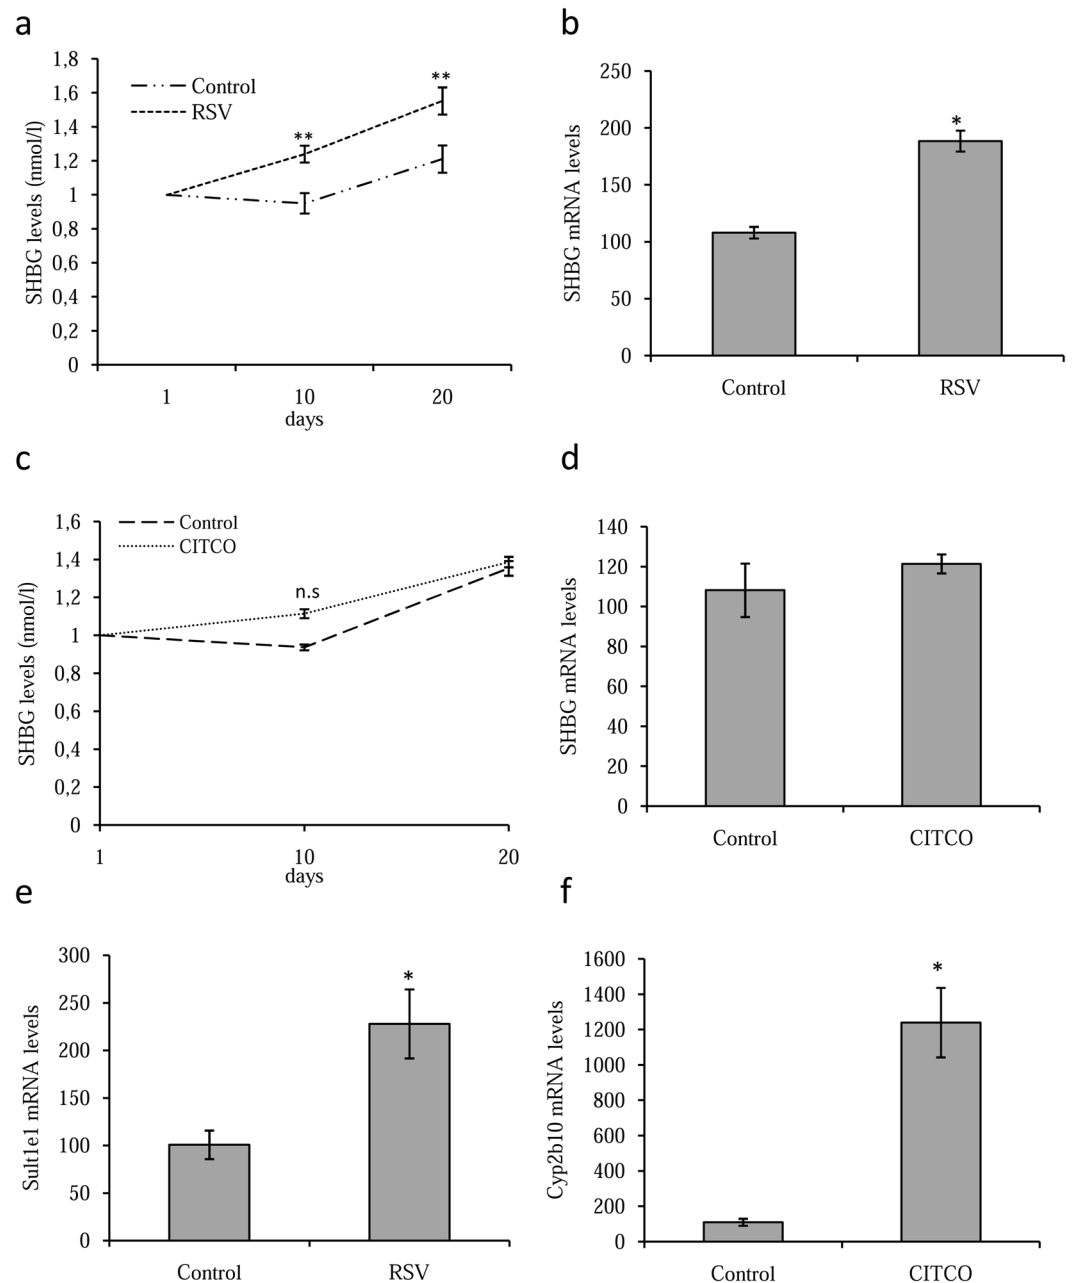 a
SHBG levels (nmol/l)
1,8
1,6
1,4
1,2
1
0,8
0,6
0,4
0,2
0
Control
RSV
**
**
1 10 20
days
b
SHBG mRNA levels
250
200
150
100
50
0
*
Control RSV
c
SHBG levels (nmol/l)
1,6
1,4
1,2
1
0,8
0,6
0,4
0,2
0
Control
CITCO
n.s
1 10 20
days
d
SHBG mRNA levels
140
120
100
80
60
40
20
0
Control CITCO
e
Sult1e1 mRNA levels
300
250
200
150
100
50
0
*
Control RSV
f
Cyp2b10 mRNA levels
1600
1400
1200
1000
800
600
400
200
0
*
Control CITCO